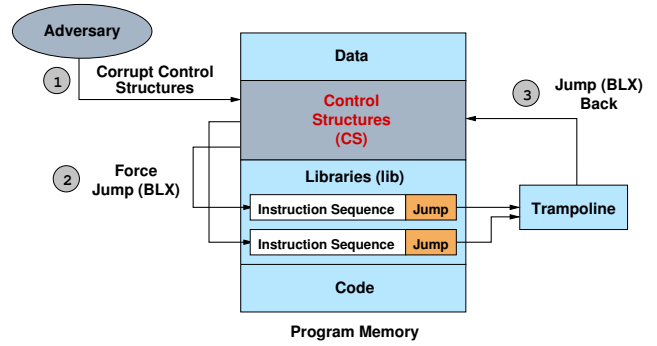 Adversary
1
Corrupt Control
Structures
Data
Control
Structures
(CS)
3
Jump (BLX)
Back
2
Force
Jump (BLX)
Libraries (lib)
Instruction Sequence Jump
Instruction Sequence Jump
Trampoline
Code
Program Memory